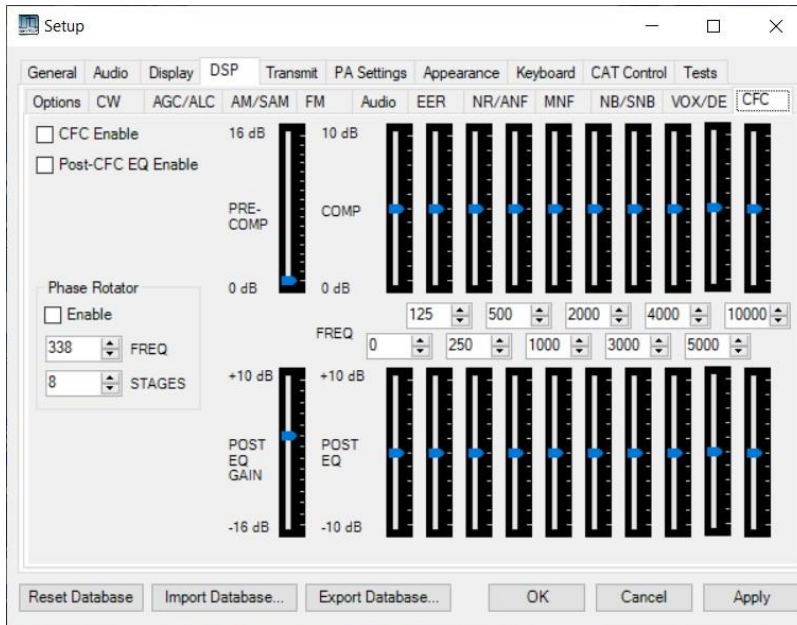 Setup
General Audio Display DSP Transmit PA Settings Appearance Keyboard CAT Control Tests
Options CW AGC/ALC AM/SAM FM Audio EER NR/ANF MNF NB/SNB VOX/DE CFC
CFC Enable
Post-CFC EQ Enable
16 dB 10 dB
PRE-
COMP
COMP
0 dB 0 dB
Phase Rotator
Enable
338 FREQ
8 STAGES
FREQ
125 500 2000 4000 10000
0 250 1000 3000 5000
+10 dB +10 dB
POST
EQ
GAIN
POST
EQ
-16 dB -10 dB
Reset Database Import Database... Export Database... OK Cancel Apply